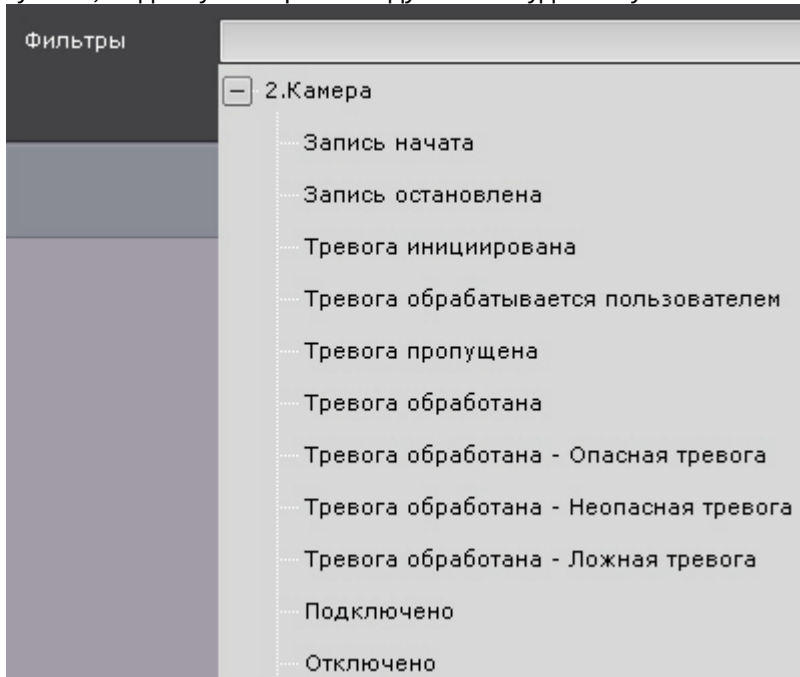 Фильтры
2.Камера
Запись начата
Запись остановлена
Тревога инициирована
Тревога обрабатывается пользователем
Тревога пропущена
Тревога обработана
Тревога обработана - Опасная тревога
Тревога обработана - Неопасная тревога
Тревога обработана - Ложная тревога
Подключено
Отключено